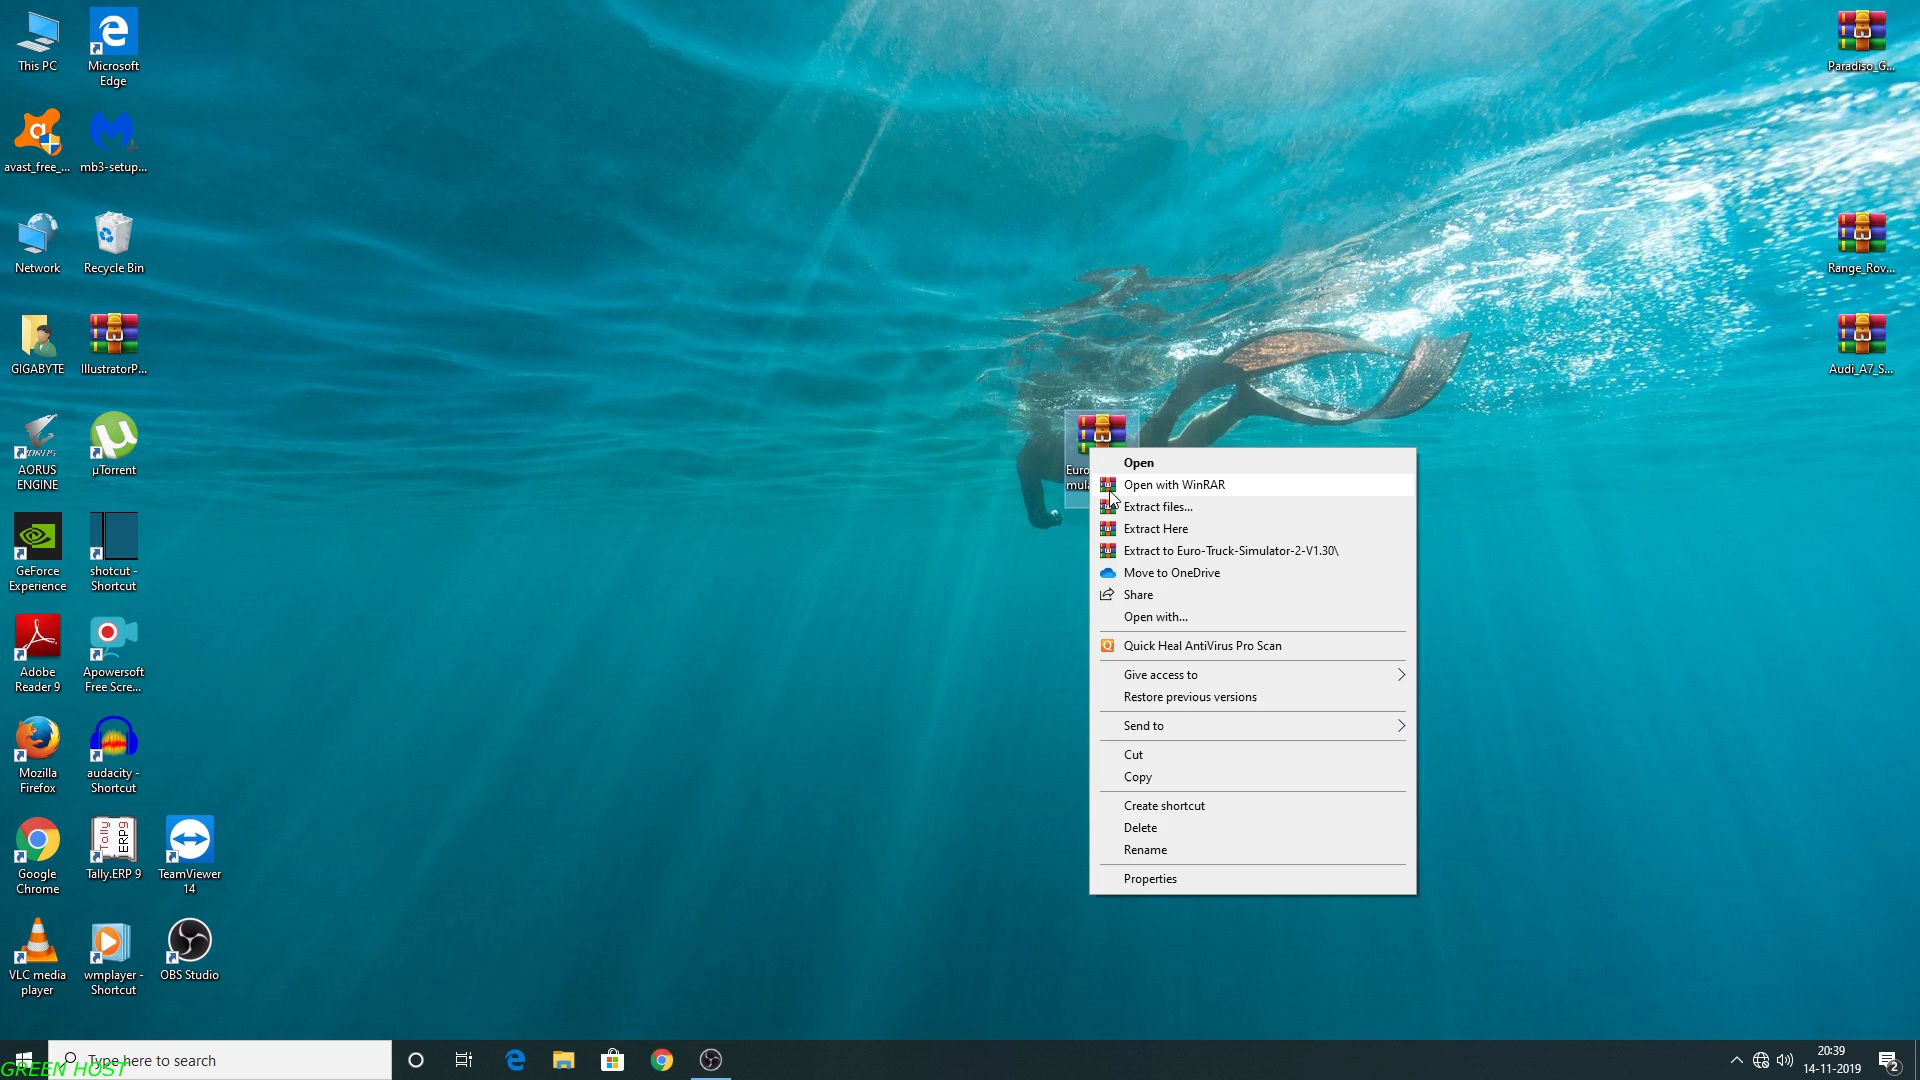 This PC
Microsoft
Edge
avast_free_...
mb3-setup...
Network
Recycle Bin
GIGABYTE
IllustratorP...
AORUS
ENGINE
µTorrent
GeForce
Experience
shotcut -
Shortcut
Adobe
Reader 9
Apowersoft
Free Scre...
Mozilla
Firefox
audacity -
Shortcut
Google
Chrome
Tally.ERP 9
TeamViewer
14
VLC media
player
wmplayer -
Shortcut
OBS Studio
Paradiso_G...
Range_Rov...
Audi_A7_S...
Euro
mula
Open
Open with WinRAR
Extract files...
Extract Here
Extract to Euro-Truck-Simulator-2-V1.30\
Move to OneDrive
Share
Open with...
Quick Heal AntiVirus Pro Scan
Give access to
Restore previous versions
Send to
Cut
Copy
Create shortcut
Delete
Rename
Properties
Type here to search
GREEN HOST
20:39
14-11-2019
2